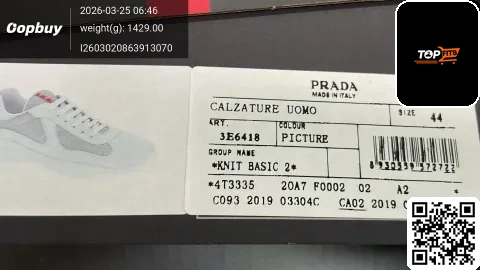 Oopbuy
2026-03-25 06:46
weight(g): 1429.00
I2603020863913070
TOP
FITS
PRADA
MADE IN ITALY
CALZATURE UOMO
SIZE 44
ART. COLOUR
3E6418 PICTURE
GROUP NAME
*KNIT BASIC 2*
*4T3335 20A7 F0002 02 A2 *
C093 2019 03304C CA02 2019